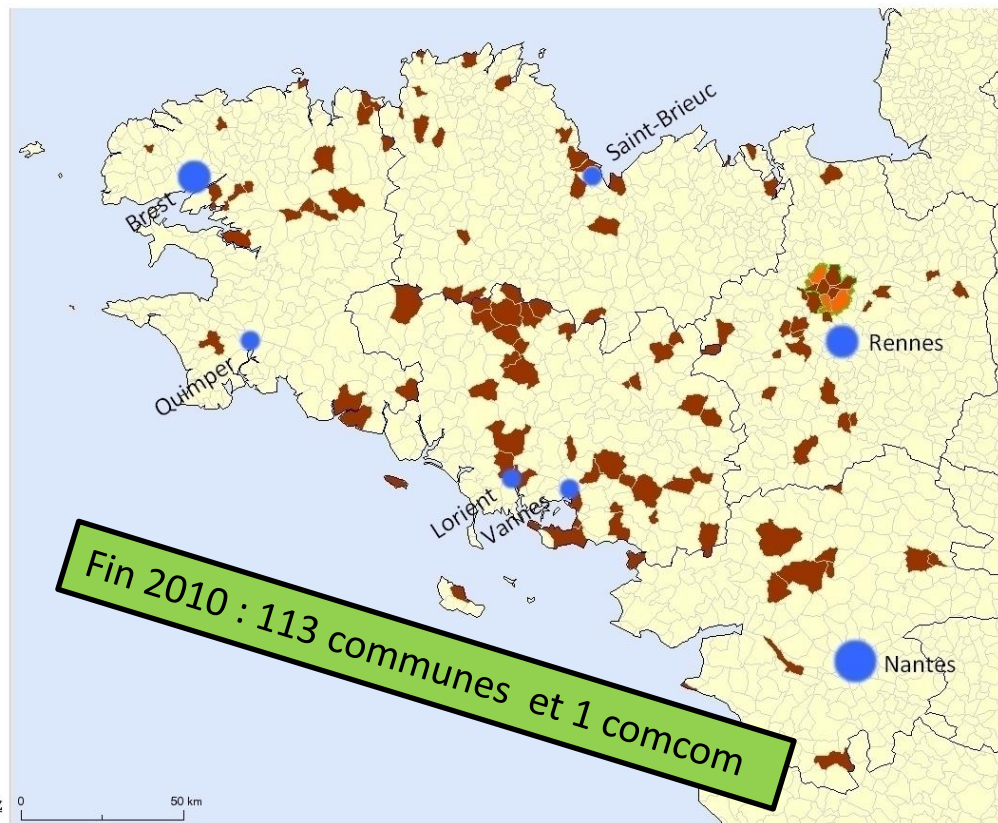 Saint-Brieuc
Brest
Rennes
Quimper
Lorient
Vannes
Fin 2010 : 113 communes et 1 comcom
Nantes
0 50 km